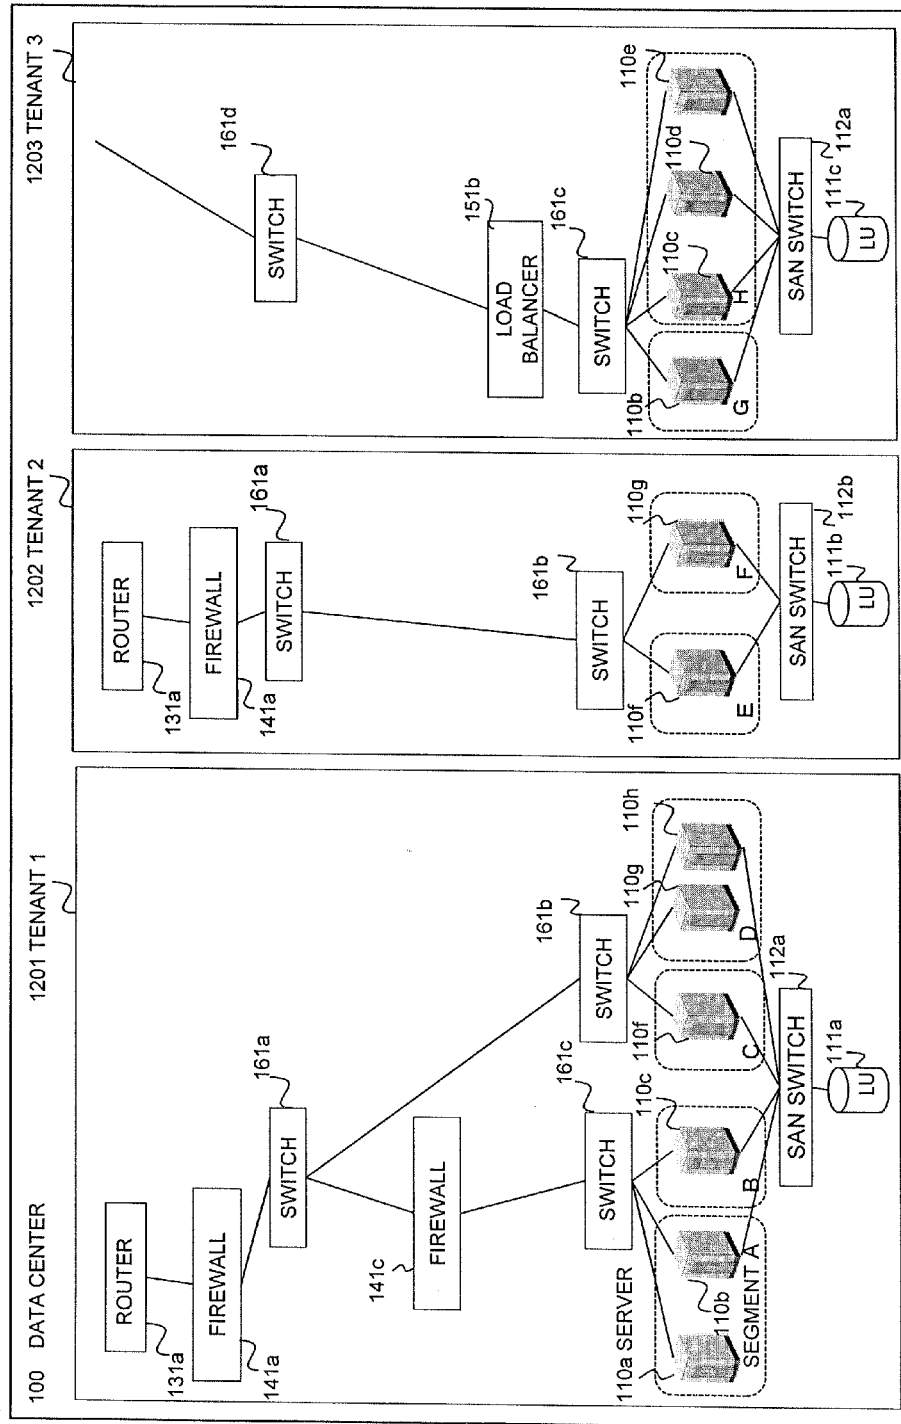 100 DATA CENTER
1201 TENANT 1
ROUTER
131a
FIREWALL
141a
SWITCH
161a
141c
FIREWALL
SWITCH
161c
SWITCH
161b
110a SERVER
110b
SEGMENT A
110c
B
110f
C
110g
D
110h
SAN SWITCH
112a
LU
111a
1202 TENANT 2
ROUTER
131a
FIREWALL
141a
SWITCH
161a
SWITCH
161b
110f
E
110g
F
SAN SWITCH
112b
LU
111b
1203 TENANT 3
SWITCH
161d
LOAD
BALANCER
151b
SWITCH
161c
110b
G
110c
H
110d
110e
SAN SWITCH
112a
LU
111c